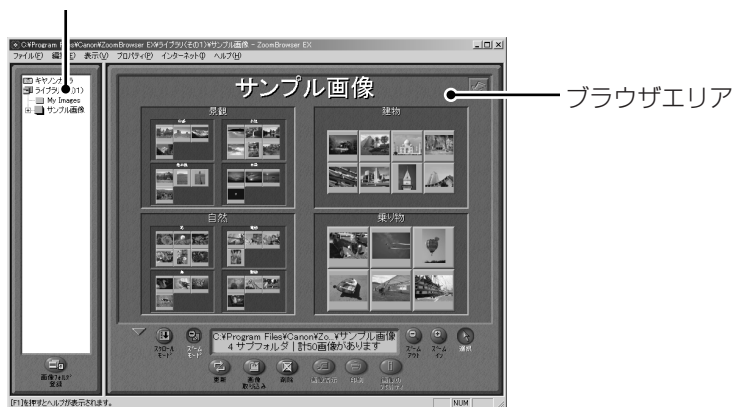 C:¥Program Files¥Canon¥ZoomBrowser EX¥ライブラリ(その1)¥サンプル画像 - ZoomBrowser EX
ファイル(F) 編集(E) 表示(V) プロパティ(P) インターネット(I) ヘルプ(H)
キヤノンカメラ
ライブラリ(その1)
My Images
サンプル画像
サンプル画像
ブラウザエリア
景観
建物
自然
乗り物
スクロール
モード
ズーム
モード
C:¥Program Files¥Canon¥Zo...¥サンプル画像
4 サブフォルダ | 計50画像があります
ズーム
アウト
ズーム
イン
選択
更新
画像
取り込み
削除
画像表示
印刷
画像の
プロパティ
画像フォルダ
登録
[F1]を押すとヘルプが表示されます。
NUM